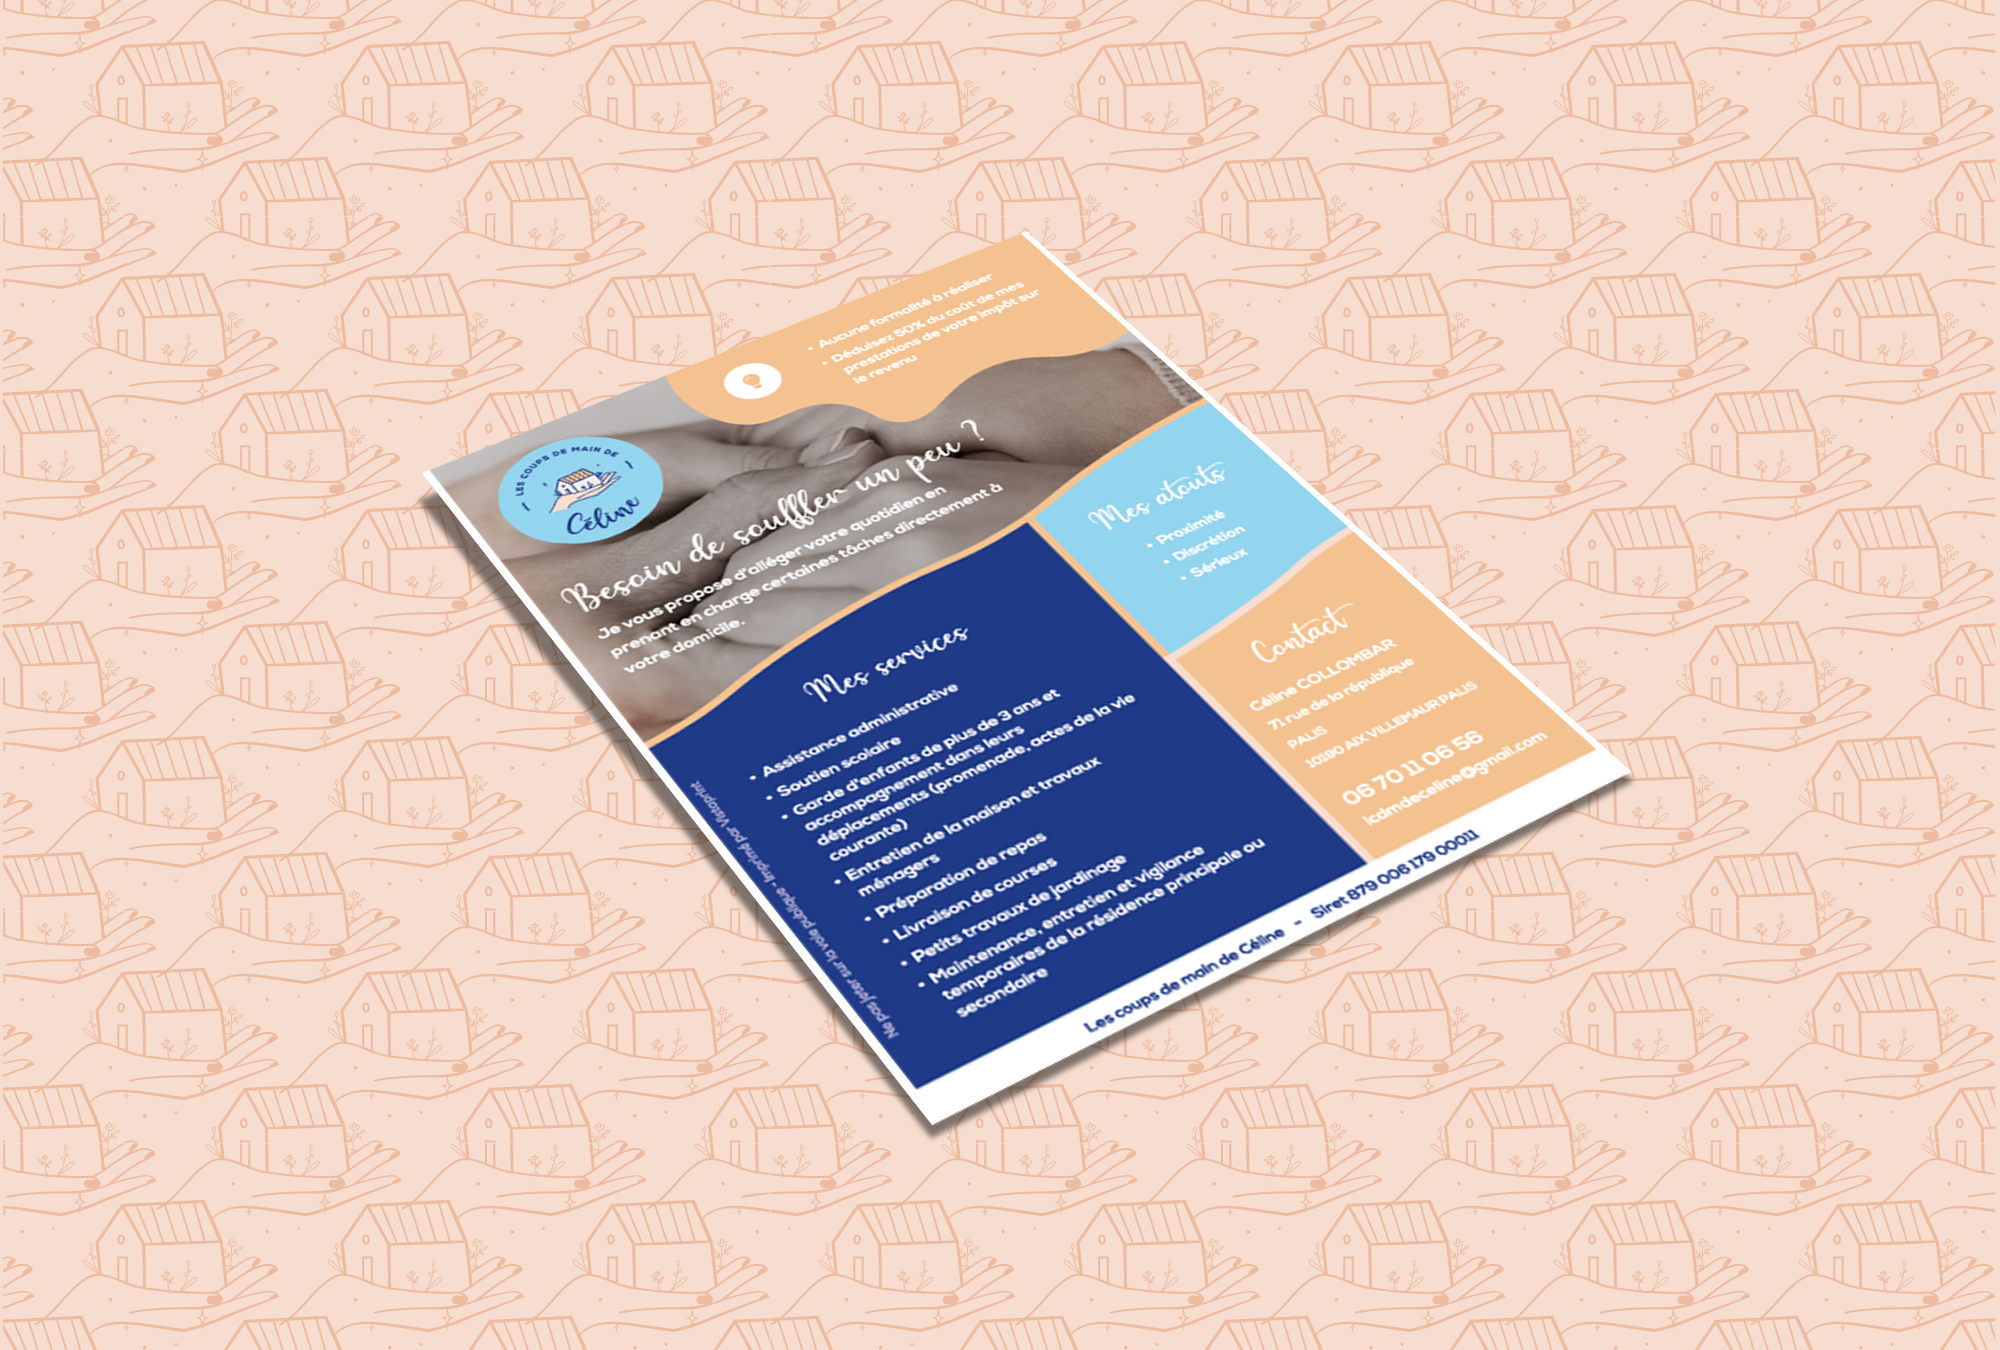 Aucune formalité à réaliser
Déduisez 50% du coût de mes
prestations de votre impôt sur
le revenu
LES COUPS DE MAIN DE
Céline
Besoin de souffler un peu ?
Je vous propose d'alléger votre quotidien en
prenant en charge certaines tâches directement à
votre domicile.
Mes services
• Assistance administrative
• Soutien scolaire
• Garde d'enfants de plus de 3 ans et
accompagnement dans leurs
déplacements (promenade, actes de la vie
courante)
• Entretien de la maison et travaux
ménagers
• Préparation de repas
• Livraison de courses
• Petits travaux de jardinage
• Maintenance, entretien et vigilance
temporaires de la résidence principale ou
secondaire
Mes atouts
• Proximité
• Discrétion
• Sérieux
Contact
Céline COLLOMBAR
71 rue de la république
PALIS
10190 AIX VILLEMAUR PALIS
06 70 11 06 56
lcdmdeceline@gmail.com
Ne pas jeter sur la voie publique - Imprimé par Vistaprint
Les coups de main de Céline - Siret 879 006 179 00011